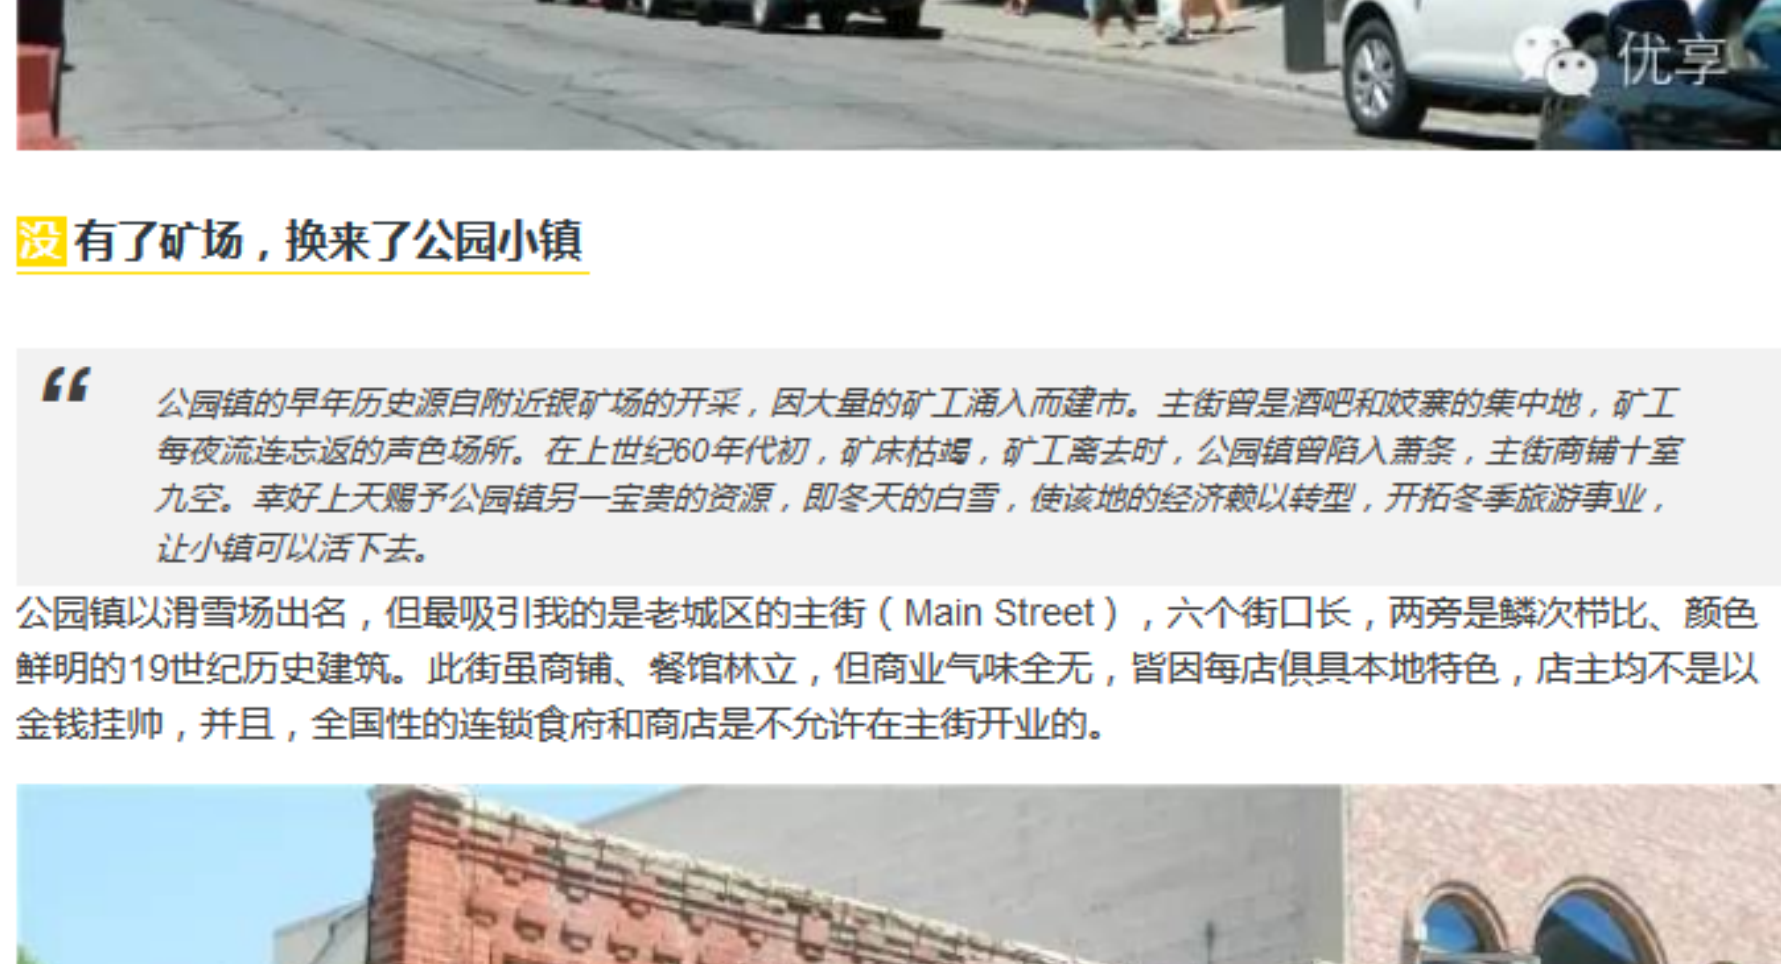 优享
没有了矿场，换来了公园小镇
“
公园镇的早年历史源自附近银矿场的开采，因大量的矿工涌入而建市。主街曾是酒吧和妓寨的集中地，矿工
每夜流连忘返的声色场所。在上世纪60年代初，矿床枯竭，矿工离去时，公园镇曾陷入萧条，主街商铺十室
九空。幸好上天赐予公园镇另一宝贵的资源，即冬天的白雪，使该地的经济赖以转型，开拓冬季旅游事业，
让小镇可以活下去。
公园镇以滑雪场出名，但最吸引我的是老城区的主街（Main Street），六个街口长，两旁是鳞次栉比、颜色
鲜明的19世纪历史建筑。此街虽商铺、餐馆林立，但商业气味全无，皆因每店俱具本地特色，店主均不是以
金钱挂帅，并且，全国性的连锁食府和商店是不允许在主街开业的。